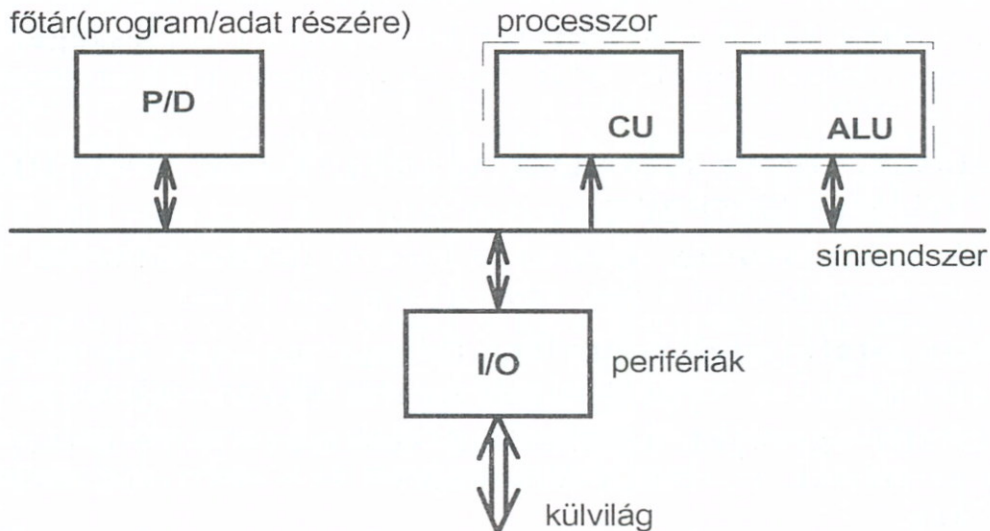 főtár(program/adat részére)
processzor
P/D
CU
ALU
sínrendszer
I/O
perifériák
külvilág